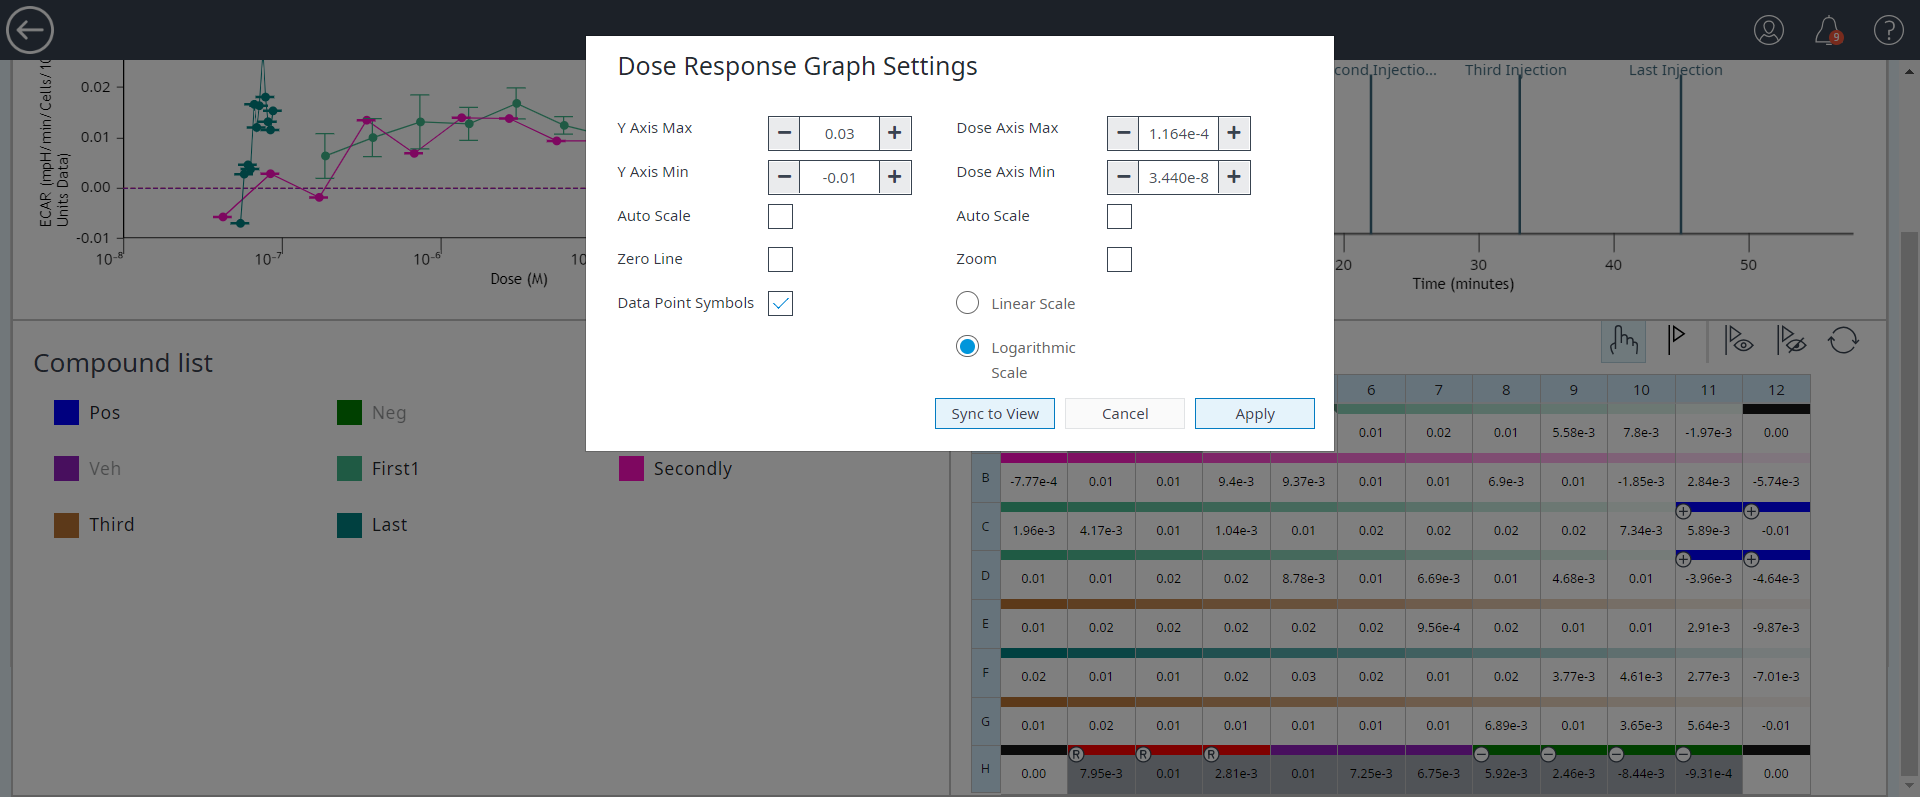 9
?
Dose Response Graph Settings
Y Axis Max
0.03
Dose Axis Max
1.164e-4
Y Axis Min
-0.01
Dose Axis Min
3.440e-8
Auto Scale
Auto Scale
Zero Line
Zoom
Data Point Symbols
Linear Scale
Logarithmic
Scale
Sync to View
Cancel
Apply
ECAR (mpH/min/Cells/10
Units Data)
0.02
0.01
0.00
-0.01
10⁻⁸
10⁻⁷
10⁻⁶
10
Dose (M)
cond Injectio...
Third Injection
Last Injection
20
30
40
50
Time (minutes)
Compound list
Pos
Neg
Veh
First1
Secondly
Third
Last
6 7 8 9 10 11 12
0.01 0.02 0.01 5.58e-3 7.8e-3 -1.97e-3 0.00
B -7.77e-4 0.01 0.01 9.4e-3 9.37e-3 0.01 0.01 6.9e-3 0.01 -1.85e-3 2.84e-3 -5.74e-3
C 1.96e-3 4.17e-3 0.01 1.04e-3 0.01 0.02 0.02 0.02 0.02 7.34e-3 5.89e-3 -0.01
D 0.01 0.01 0.02 0.02 8.78e-3 0.01 6.69e-3 0.01 4.68e-3 0.01 -3.96e-3 -4.64e-3
E 0.01 0.02 0.02 0.02 0.02 0.02 9.56e-4 0.02 0.01 0.01 2.91e-3 -9.87e-3
F 0.02 0.01 0.01 0.02 0.03 0.02 0.01 0.02 3.77e-3 4.61e-3 2.77e-3 -7.01e-3
G 0.01 0.02 0.01 0.01 0.01 0.01 0.01 6.89e-3 0.01 3.65e-3 5.64e-3 -0.01
R R R
H 0.00 7.95e-3 0.01 2.81e-3 0.01 7.25e-3 6.75e-3 5.92e-3 2.46e-3 -8.44e-3 -9.31e-4 0.00